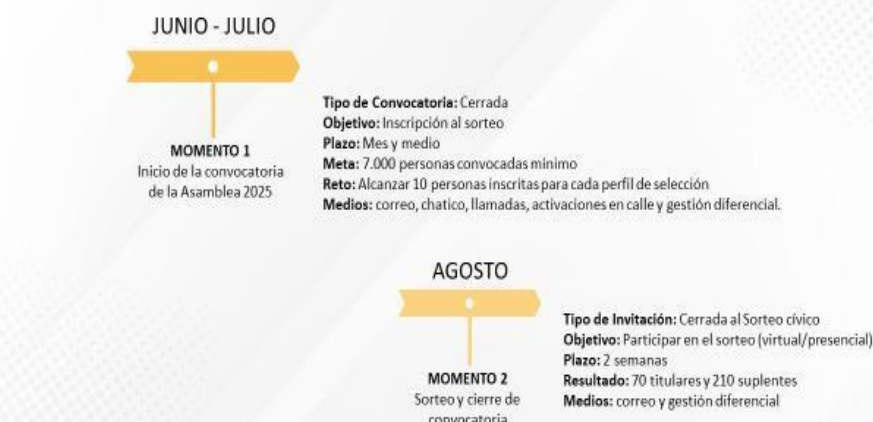 JUNIO - JULIO
MOMENTO 1
Inicio de la convocatoria
de la Asamblea 2025
Tipo de Convocatoria: Cerrada
Objetivo: Inscripción al sorteo
Plazo: Mes y medio
Meta: 7.000 personas convocadas minimo
Reto: Alcanzar 10 personas inscritas para cada perfil de selección
Medios: correo, chatico, llamadas, activaciones en calle y gestión diferencial.
AGOSTO
MOMENTO 2
Sorteo y cierre de
convocatoria
Tipo de Invitación: Cerrada al Sorteo cívico
Objetivo: Participar en el sorteo (virtual/presencial)
Plazo: 2 semanas
Resultado: 70 titulares y 210 suplentes
Medios: correo y gestión diferencial